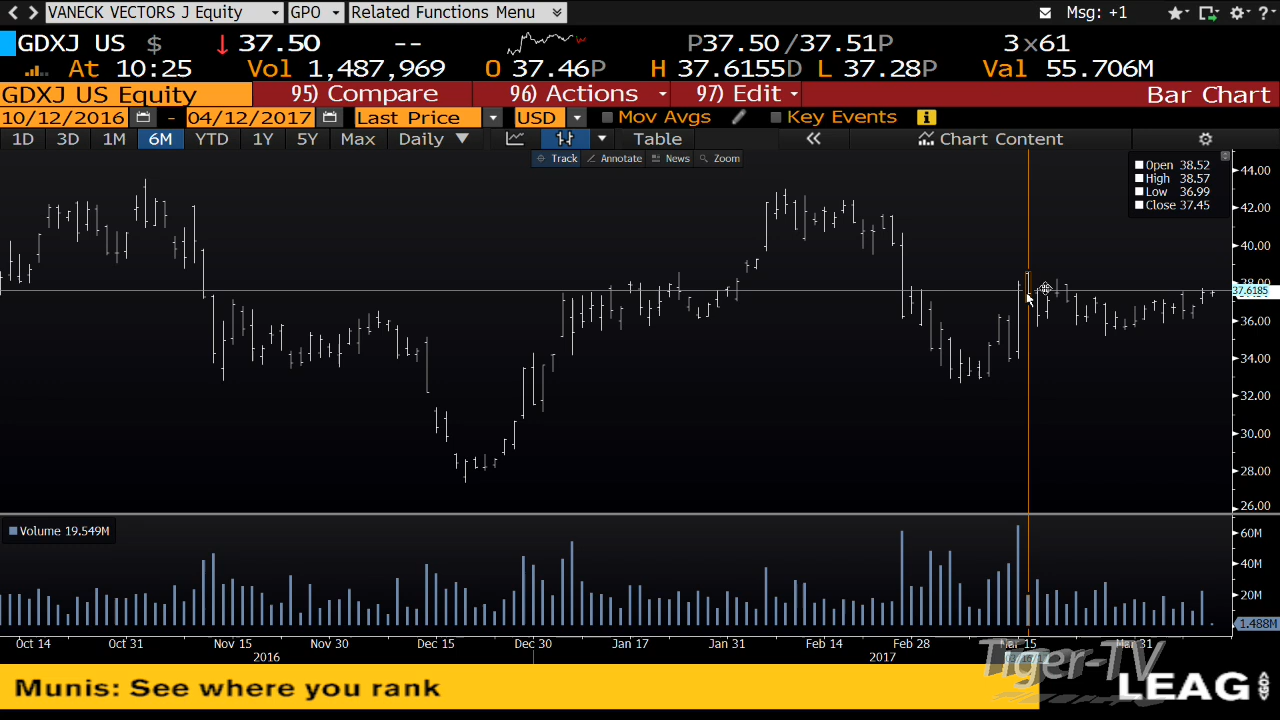 VANECK VECTORS J Equity GPO Related Functions Menu Msg: +1 ?
GDXJ US $ ↓ 37.50 -- P37.50 /37.51P 3x61
At 10:25 Vol 1,487,969 O 37.46P H 37.6155D L 37.28P Val 55.706M
GDXJ US Equity 95) Compare 96) Actions 97) Edit Bar Chart
10/12/2016 - 04/12/2017 Last Price USD Mov Avgs Key Events i
1D 3D 1M 6M YTD 1Y 5Y Max Daily ▼ Table « Chart Content
Track Annotate News Zoom
Open 38.52
High 38.57
Low 36.99
Close 37.45
44.00
42.00
40.00
38.00
37.6185
36.00
34.00
32.00
30.00
28.00
26.00
Volume 19.549M
60M
40M
20M
1.488M
Oct 14 Oct 31 Nov 15 Nov 30 Dec 15 Dec 30 Jan 17 Jan 31 Feb 14 Feb 28 Mar 15 Mar 31
2016 2017
Tiger-TV
Munis: See where you rank
LEAG <GO>